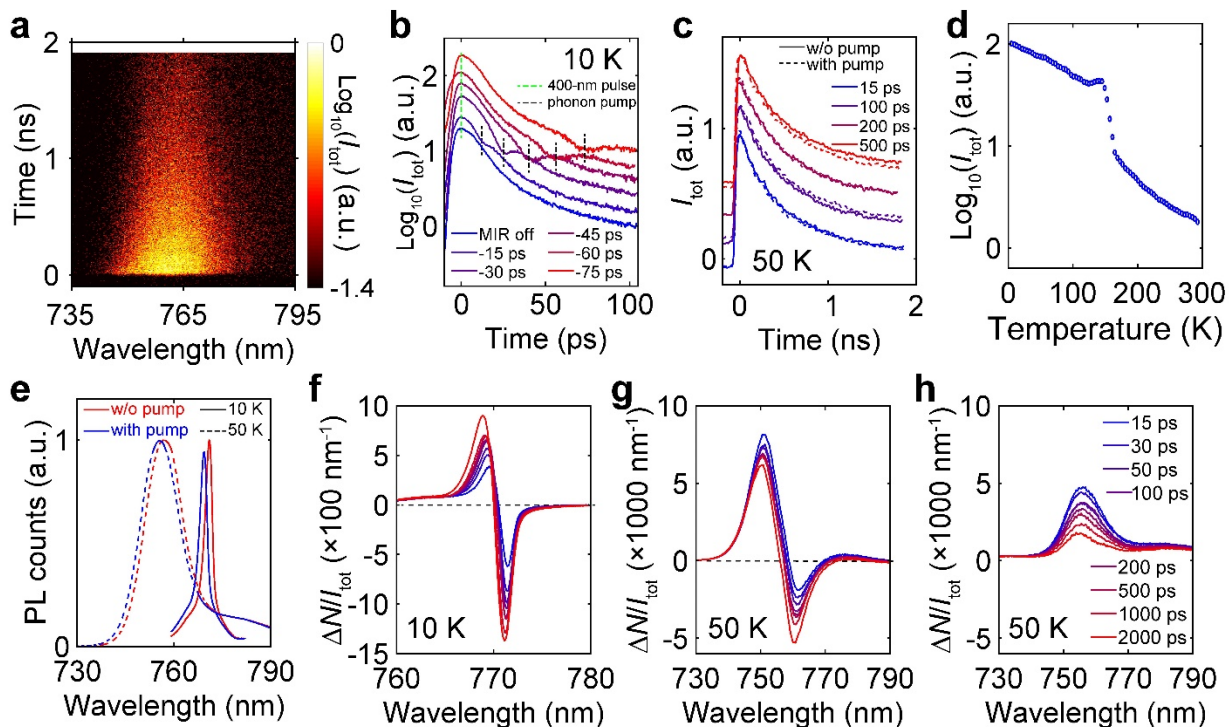 a
2
1
0
Time (ns)
735
765
795
Wavelength (nm)
0
-1.4
Log₁₀(Iₜₒₜ) (a.u.)
b
10 K
400-nm pulse
phonon pump
2
1
0
Log₁₀(Iₜₒₜ) (a.u.)
MIR off
-15 ps
-30 ps
-45 ps
-60 ps
-75 ps
0
50
100
Time (ps)
c
w/o pump
with pump
15 ps
100 ps
200 ps
500 ps
1
0
Iₜₒₜ (a.u.)
50 K
0
1
2
Time (ns)
d
2
1
2
0
Log₁₀(Iₜₒₜ) (a.u.)
0
100
200
300
Temperature (K)
e
w/o pump
with pump
10 K
50 K
1
0
PL counts (a.u.)
730
760
790
Wavelength (nm)
f
10
5
0
-5
-10
-15
ΔN/Iₜₒₜ (×100 nm⁻¹)
10 K
760
770
780
Wavelength (nm)
g
10
5
0
-5
ΔN/Iₜₒₜ (×1000 nm⁻¹)
50 K
730
750
770
790
Wavelength (nm)
h
10
5
0
-5
ΔN/Iₜₒₜ (×1000 nm⁻¹)
15 ps
30 ps
50 ps
100 ps
200 ps
500 ps
1000 ps
2000 ps
50 K
730
750
770
790
Wavelength (nm)